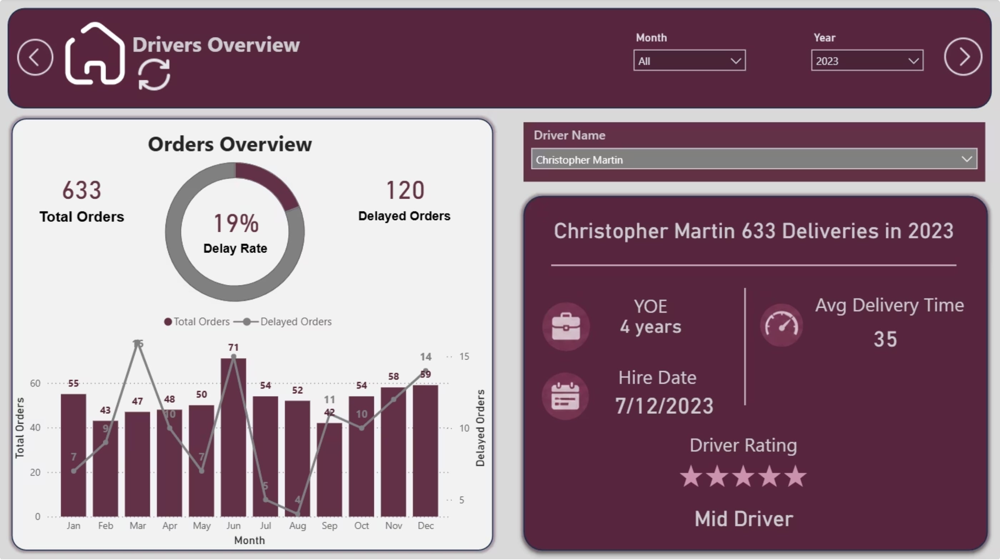 Drivers Overview
Month
All
Year
2023
Orders Overview
633
Total Orders
19%
Delay Rate
120
Delayed Orders
Total Orders Delayed Orders
Total Orders
60
40
20
0
55
43
47
48
50
71
54
52
42
54
58
59
7
9
10
7
5
4
11
10
14
15
10
5
Delayed Orders
Jan Feb Mar Apr May Jun Jul Aug Sep Oct Nov Dec
Month
Driver Name
Christopher Martin
Christopher Martin 633 Deliveries in 2023
YOE
4 years
Avg Delivery Time
35
Hire Date
7/12/2023
Driver Rating
Mid Driver